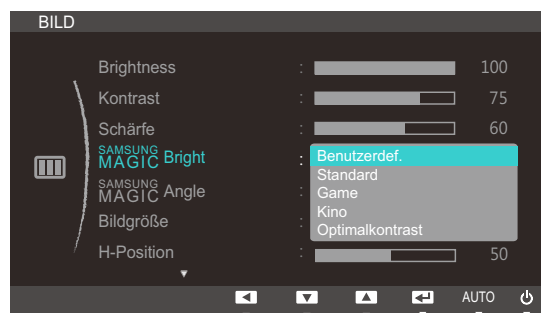 BILD
Brightness : 100
Kontrast : 75
Schärfe : 60
SAMSUNG MAGIC Bright :
Benutzerdef.
Standard
Game
Kino
Optimalkontrast
SAMSUNG MAGIC Angle :
Bildgröße :
H-Position : 50
AUTO